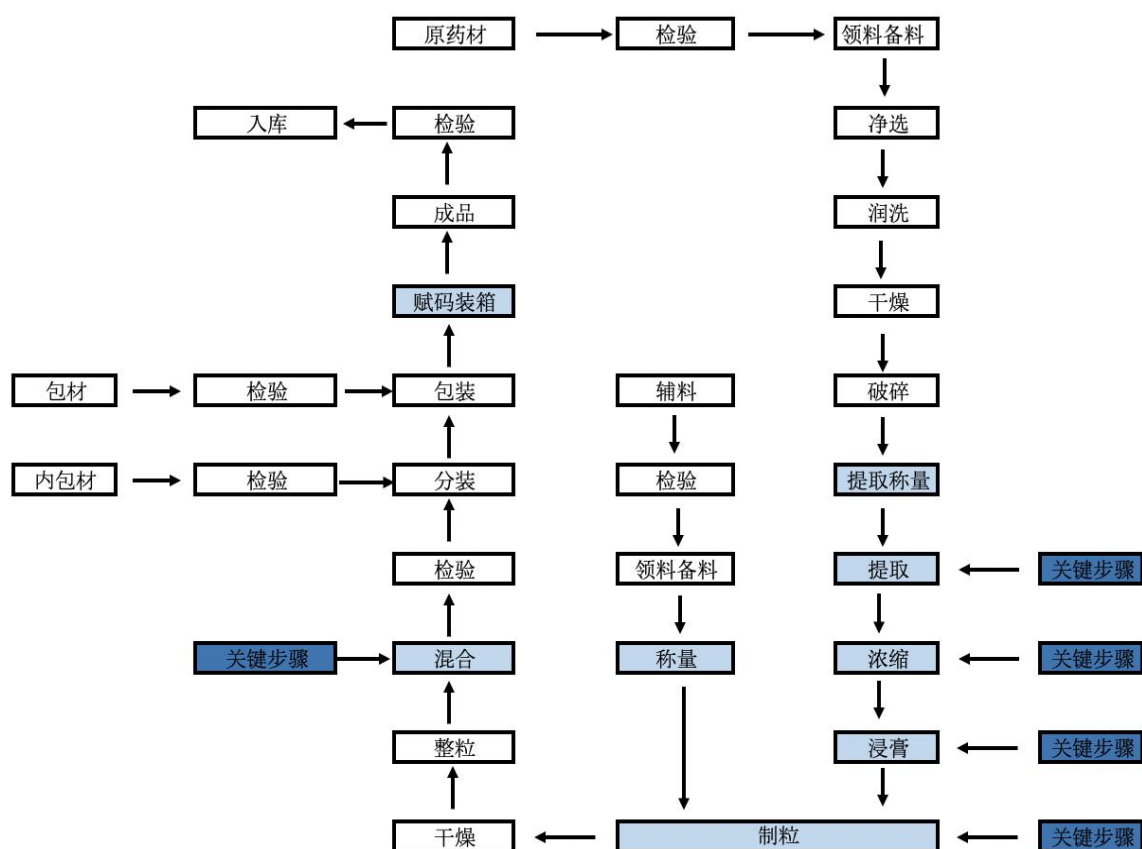 原药材
检验
领料备料
入库
检验
净选
成品
润洗
赋码装箱
干燥
包材
检验
包装
辅料
破碎
内包材
检验
分装
检验
提取称量
检验
领料备料
提取
关键步骤
关键步骤
混合
称量
浓缩
关键步骤
整粒
浸膏
关键步骤
干燥
制粒
关键步骤